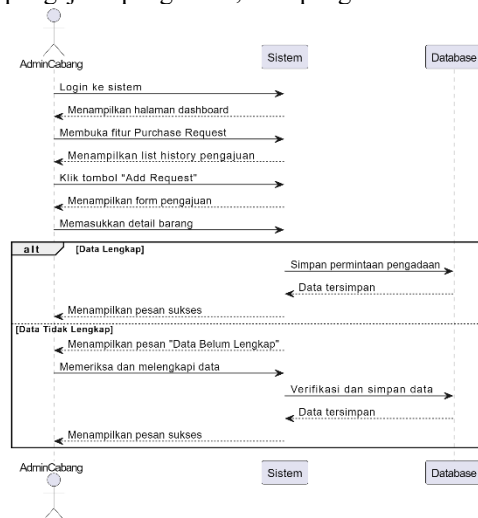 AdminCabang
Sistem
Database
Login ke sistem
Menampilkan halaman dashboard
Membuka fitur Purchase Request
Menampilkan list history pengajuan
Klik tombol "Add Request"
Menampilkan form pengajuan
Memasukkan detail barang
alt [Data Lengkap]
Simpan permintaan pengadaan
Data tersimpan
Menampilkan pesan sukses
[Data Tidak Lengkap]
Menampilkan pesan "Data Belum Lengkap"
Memeriksa dan melengkapi data
Verifikasi dan simpan data
Data tersimpan
Menampilkan pesan sukses
AdminCabang
Sistem
Database